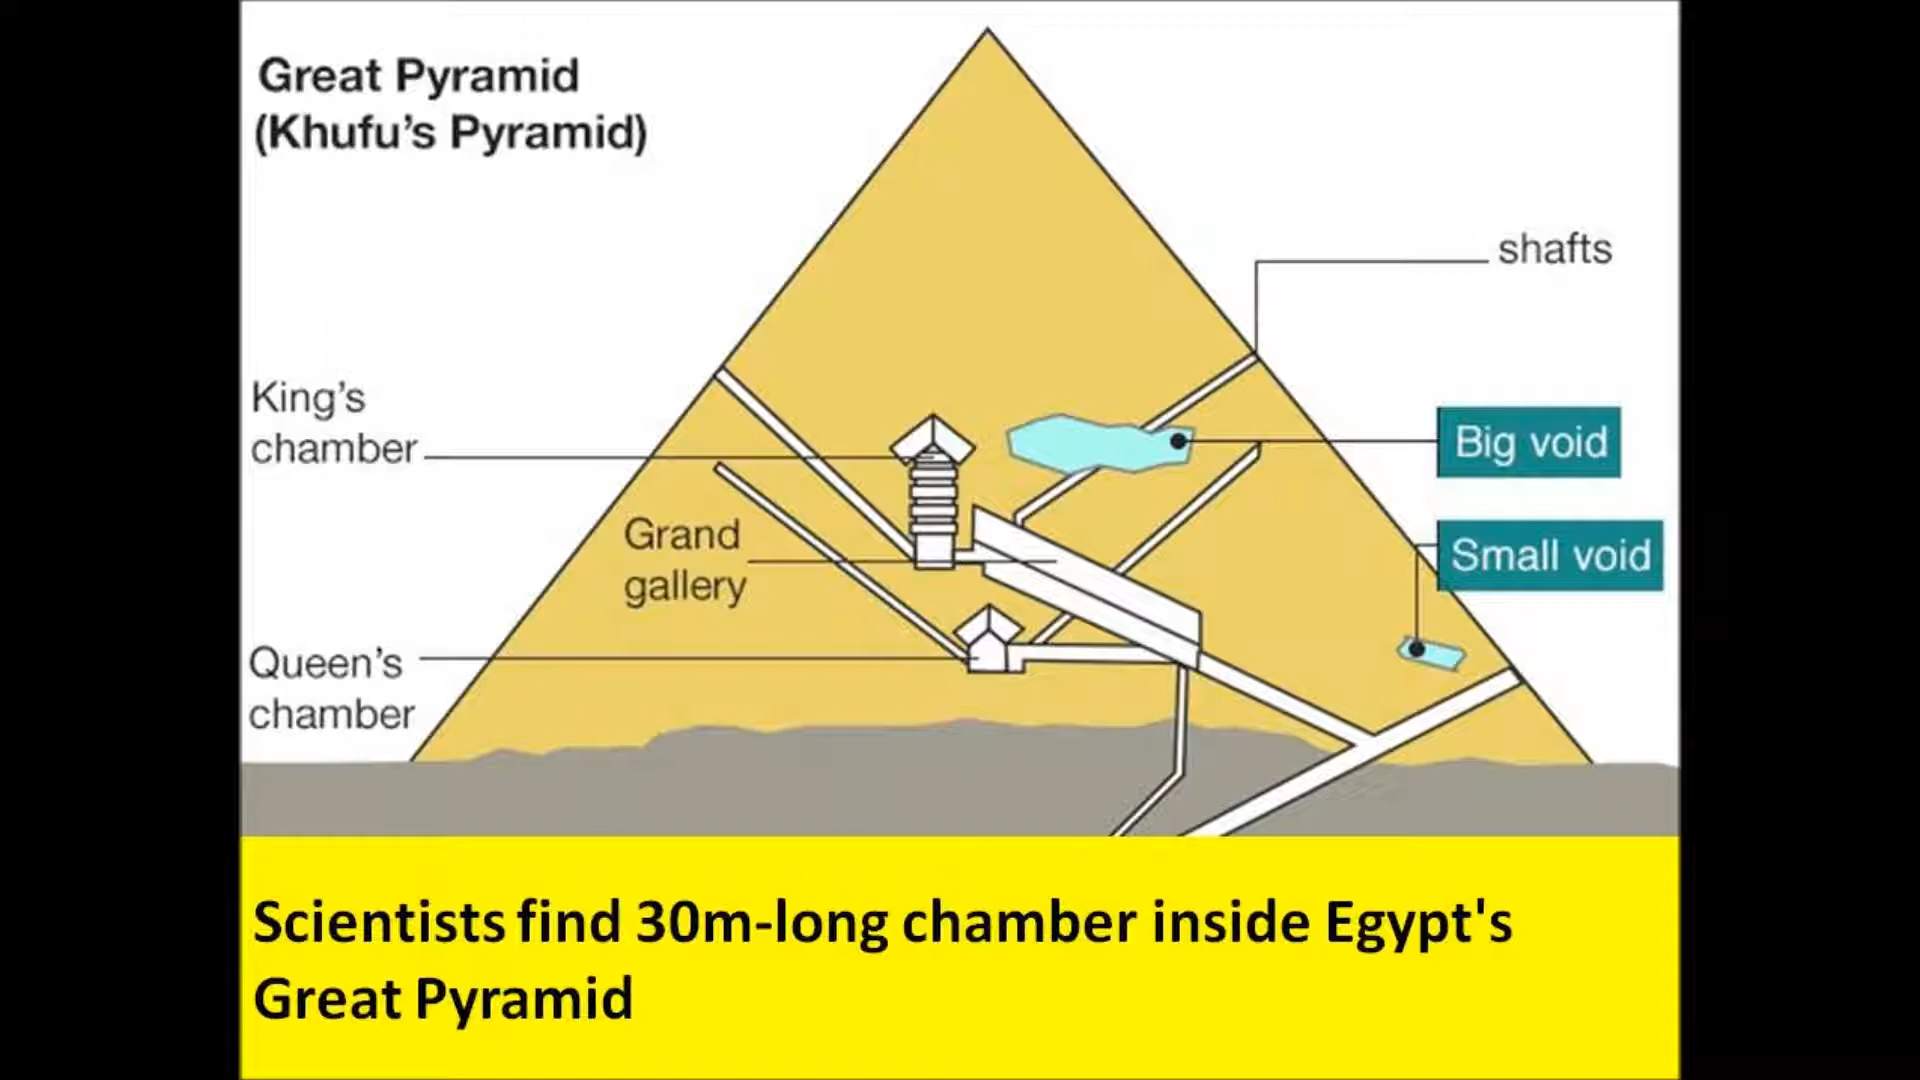 Great Pyramid
(Khufu's Pyramid)
shafts
King's
chamber
Big void
Grand
gallery
Small void
Queen's
chamber
Scientists find 30m-long chamber inside Egypt's
Great Pyramid